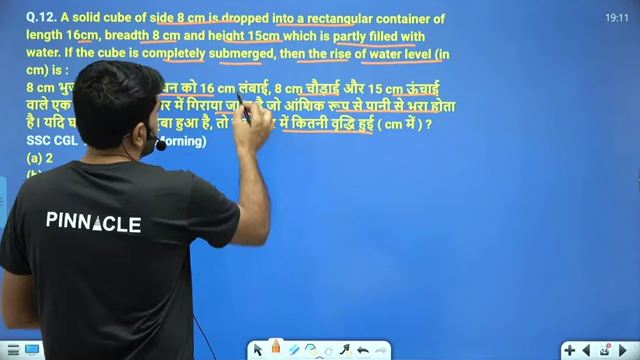 Q.12. A solid cube of side 8 cm is dropped into a rectangular container of
length 16cm, breadth 8 cm and height 15cm which is partly filled with
water. If the cube is completely submerged, then the rise of water level (in
cm) is :
8 cm को 16 cm लंबाई, 8 cm चौड़ाई और 15 cm ऊंचाई
वाले एक में गिराया है जो आंशिक रूप से पानी से भरा होता
है। यदि हुआ है, में कितनी वृद्धि हुई ( cm में ) ?
SSC CGL Morning)
(a) 2
PINNACLE
19:11